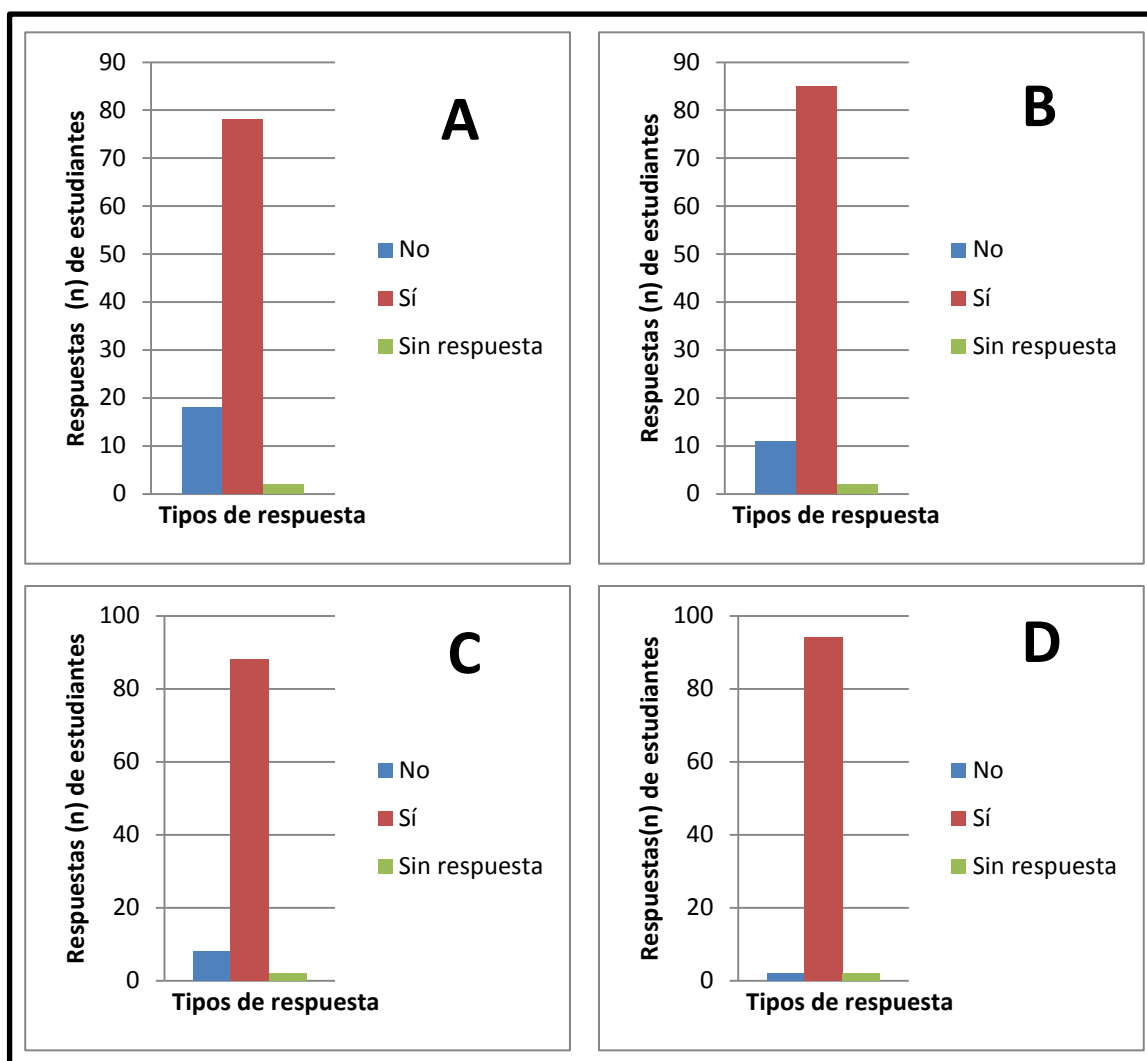 A
Respuestas (n) de estudiantes
90
80
70
60
50
40
30
20
10
0
Tipos de respuesta
No
Sí
Sin respuesta
B
Respuestas (n) de estudiantes
90
80
70
60
50
40
30
20
10
0
Tipos de respuesta
No
Sí
Sin respuesta
C
Respuestas (n) de estudiantes
100
80
60
40
20
0
Tipos de respuesta
No
Sí
Sin respuesta
D
Respuestas(n) de estudiantes
100
80
60
40
20
0
Tipos de respuesta
No
Sí
Sin respuesta